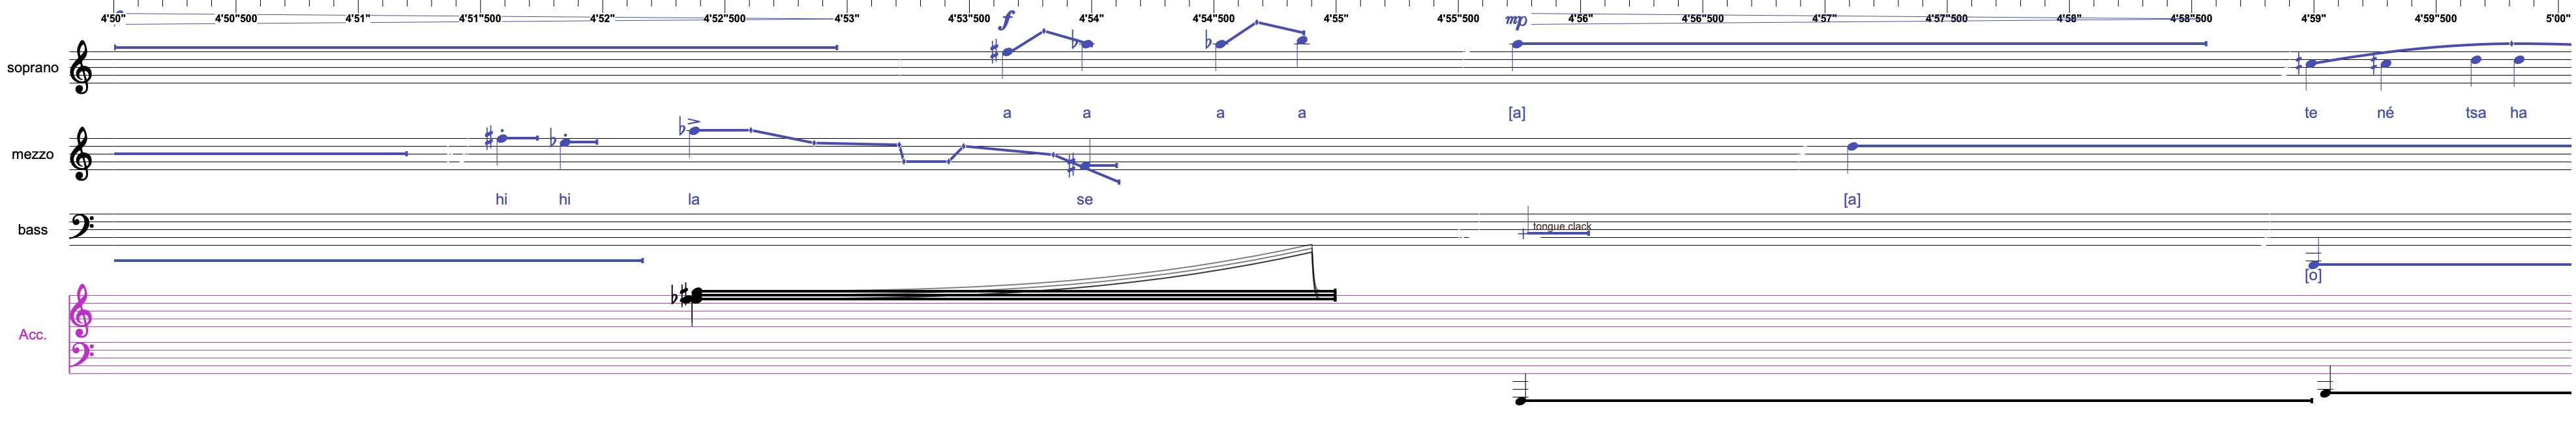 4'50" 4'50"500 4'51" 4'51"500 4'52" 4'52"500 4'53" 4'53"500 4'54" 4'54"500 4'55" 4'55"500 4'56" 4'56"500 4'57" 4'57"500 4'58" 4'58"500 4'59" 4'59"500 5'00"
f mp
soprano
a a a a [a] te né tsa ha
mezzo
hi hi la se [a]
bass
tongue clack
[o]
Acc.